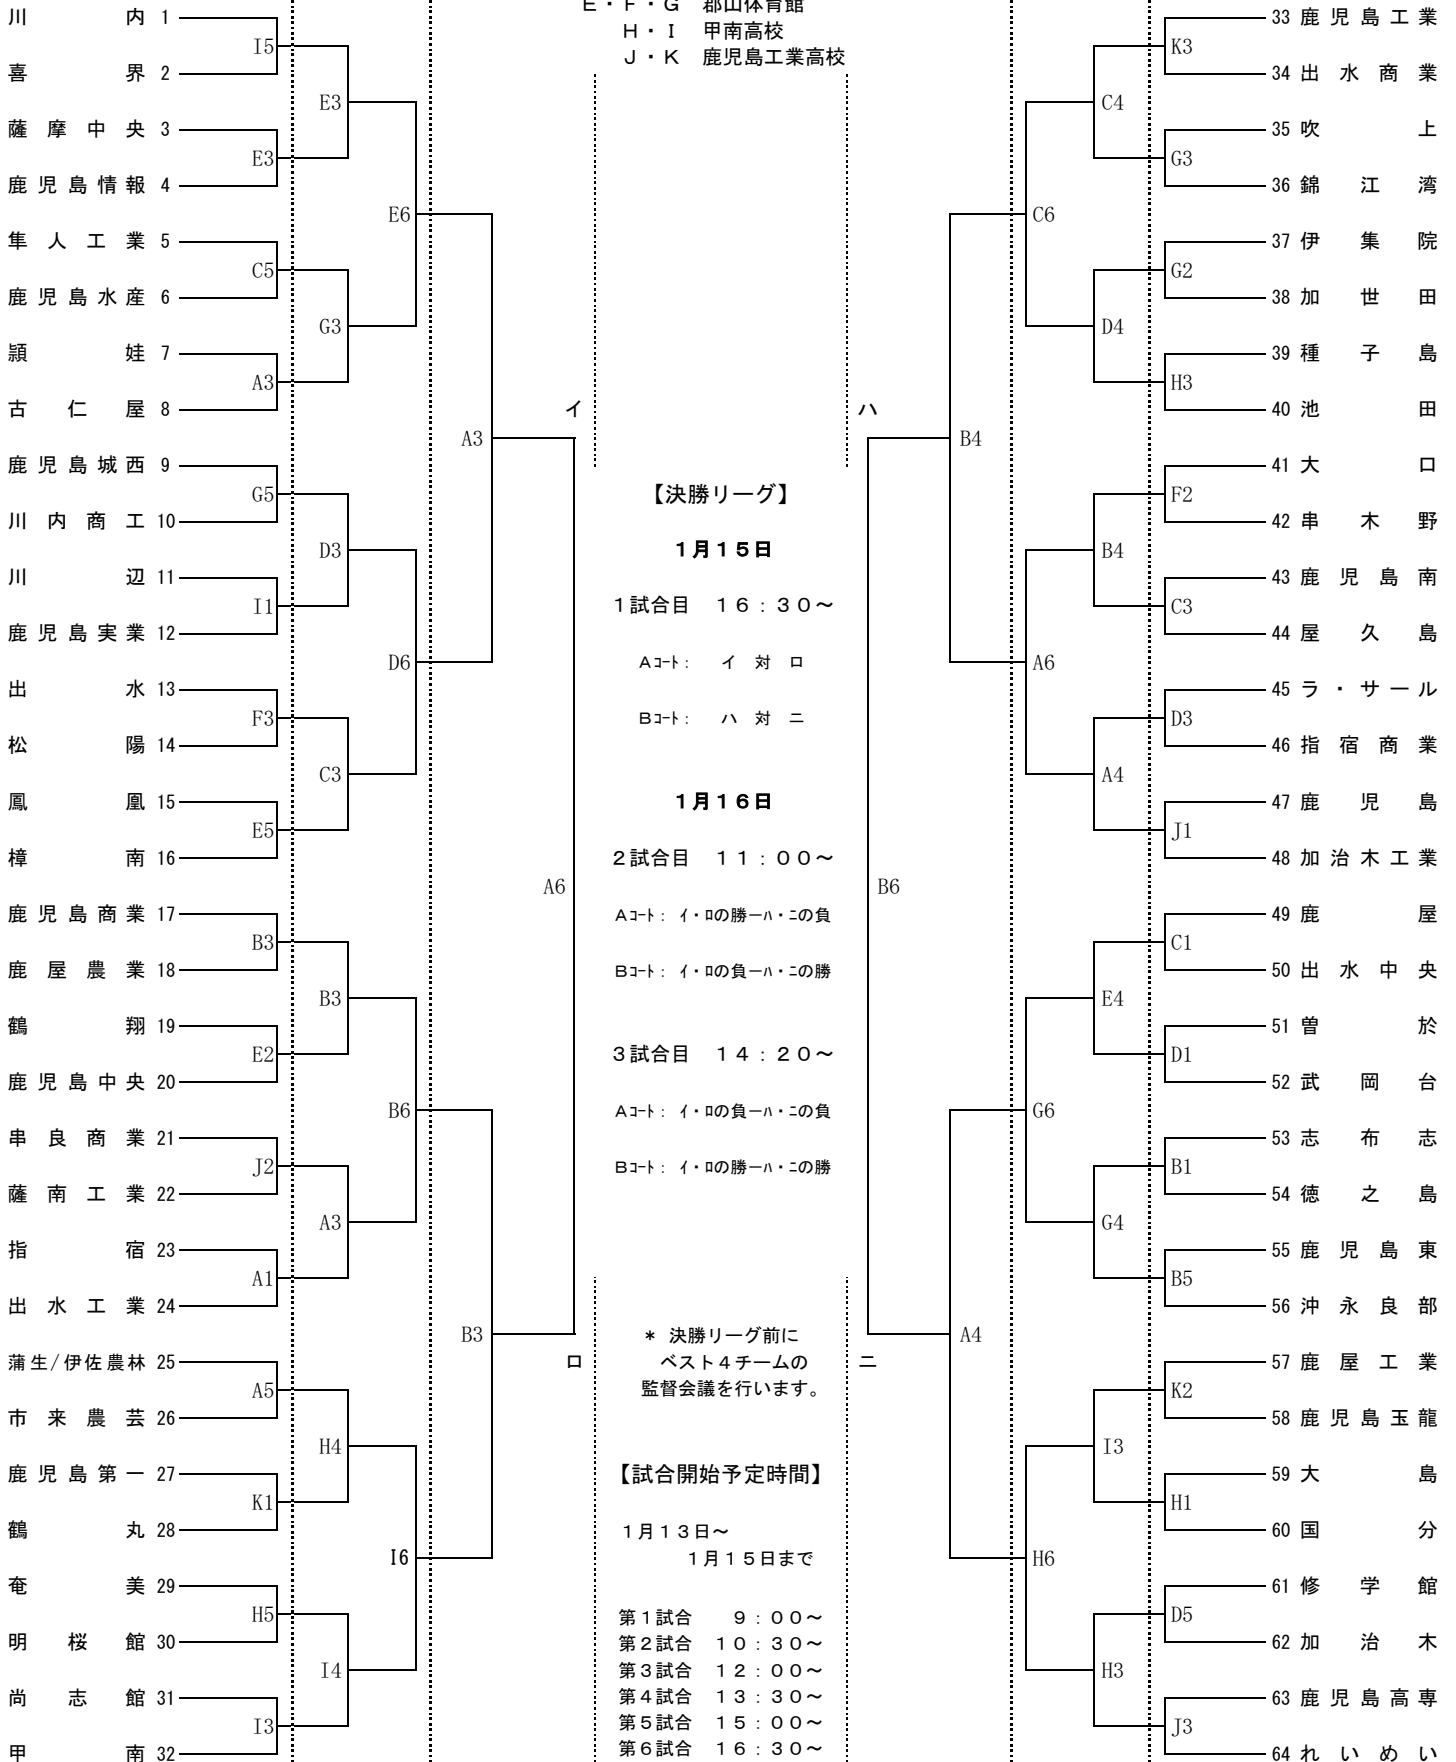 E・F・G 郡山体育館
H・I 甲南高校
J・K 鹿児島工業高校
川内 1
喜界 2
薩摩中央 3
鹿児島情報 4
隼人工業 5
鹿児島水産 6
頴娃 7
古仁屋 8
鹿児島城西 9
川内商工 10
川辺 11
鹿児島実業 12
出水 13
松陽 14
鳳凰 15
樟南 16
鹿児島商業 17
鹿屋農業 18
鶴翔 19
鹿児島中央 20
串良商業 21
薩南工業 22
指宿 23
出水工業 24
蒲生/伊佐農林 25
市来農芸 26
鹿児島第一 27
鶴丸 28
奄美 29
明桜館 30
尚志館 31
甲南 32
I5
E3
C5
A3
G5
I1
F3
E5
B3
E2
J2
A1
A5
K1
H5
I3
E3
G3
D3
C3
B3
A3
H4
I4
E6
D6
B6
I6
A3
B3
A6
イ
ロ
【決勝リーグ】
1月15日
1試合目 16：30～
Aコート： イ 対 ロ
Bコート： ハ 対 ニ
1月16日
2試合目 11：00～
Aコート： イ・ロの勝ーハ・ニの負
Bコート： イ・ロの負ーハ・ニの勝
3試合目 14：20～
Aコート： イ・ロの負ーハ・ニの負
Bコート： イ・ロの勝ーハ・ニの勝
* 決勝リーグ前に
ベスト4チームの
監督会議を行います。
【試合開始予定時間】
1月13日～
1月15日まで
第1試合 9：00～
第2試合 10：30～
第3試合 12：00～
第4試合 13：30～
第5試合 15：00～
第6試合 16：30～
ハ
ニ
B6
B4
A4
C6
A6
G6
H6
C4
D4
B4
A4
E4
G4
I3
H3
K3
G3
G2
H3
F2
C3
D3
J1
C1
D1
B1
B5
K2
H1
D5
J3
33 鹿児島工業
34 出水商業
35 吹上
36 錦江湾
37 伊集院
38 加世田
39 種子島
40 池田
41 大口
42 串木野
43 鹿児島南
44 屋久島
45 ラ・サール
46 指宿商業
47 鹿児島
48 加治木工業
49 鹿屋
50 出水中央
51 曽於
52 武岡台
53 志布志
54 徳之島
55 鹿児島東
56 沖永良部
57 鹿屋工業
58 鹿児島玉龍
59 大島
60 国分
61 修学館
62 加治木
63 鹿児島高専
64 れいめい